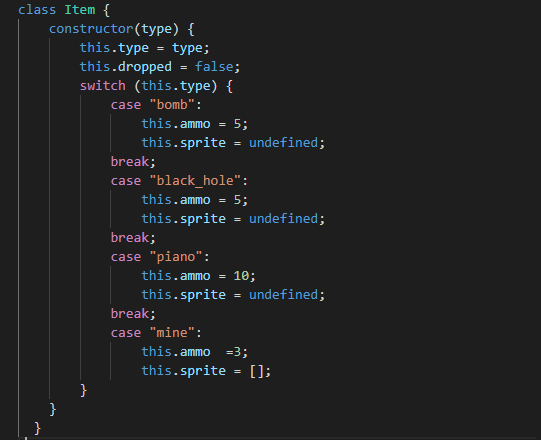 class Item {
    constructor(type) {
        this.type = type;
        this.dropped = false;
        switch (this.type) {
            case "bomb":
                this.ammo = 5;
                this.sprite = undefined;
            break;
            case "black_hole":
                this.ammo = 5;
                this.sprite = undefined;
            break;
            case "piano":
                this.ammo = 10;
                this.sprite = undefined;
            break;
            case "mine":
                this.ammo  =3;
                this.sprite = [];
        }
    }
  }